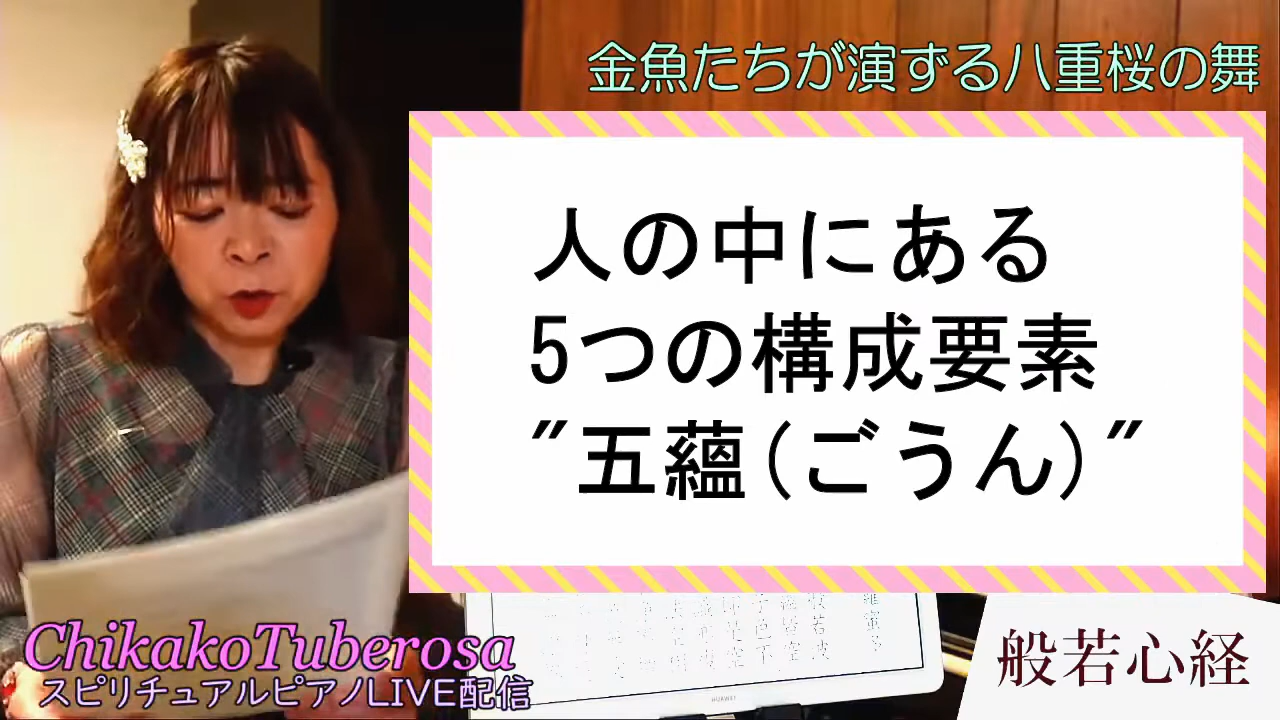 金魚たちが演ずる八重桜の舞
人の中にある
5つの構成要素
"五蘊(ごうん)"
ChikakoTuberosa
スピリチュアルピアノLIVE配信
HUAWEI
般若心経